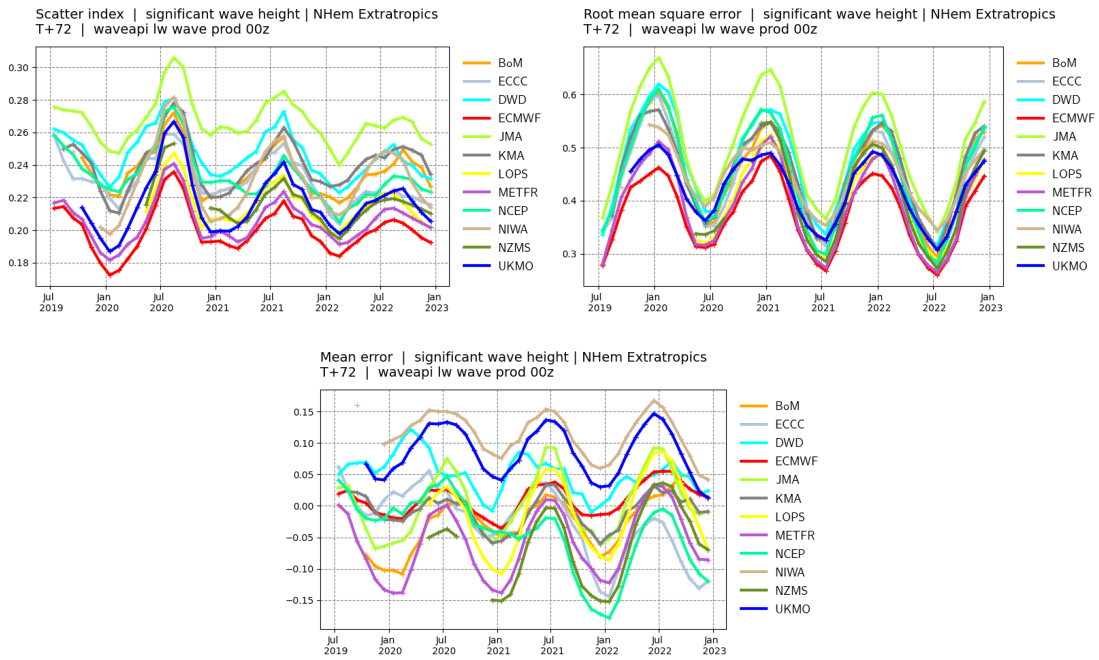 Scatter index | significant wave height | NHem Extratropics
T+72 | waveapi lw wave prod 00z
0.30
0.28
0.26
0.24
0.22
0.20
0.18
Jul 2019
Jan 2020
Jul 2020
Jan 2021
Jul 2021
Jan 2022
Jul 2022
Jan 2023
BoM
ECCC
DWD
ECMWF
JMA
KMA
LOPS
METFR
NCEP
NIWA
NZMS
UKMO
Root mean square error | significant wave height | NHem Extratropics
T+72 | waveapi lw wave prod 00z
0.6
0.5
0.4
0.3
Jul 2019
Jan 2020
Jul 2020
Jan 2021
Jul 2021
Jan 2022
Jul 2022
Jan 2023
BoM
ECCC
DWD
ECMWF
JMA
KMA
LOPS
METFR
NCEP
NIWA
NZMS
UKMO
Mean error | significant wave height | NHem Extratropics
T+72 | waveapi lw wave prod 00z
0.15
0.10
0.05
0.00
−0.05
−0.10
−0.15
Jul 2019
Jan 2020
Jul 2020
Jan 2021
Jul 2021
Jan 2022
Jul 2022
Jan 2023
BoM
ECCC
DWD
ECMWF
JMA
KMA
LOPS
METFR
NCEP
NIWA
NZMS
UKMO